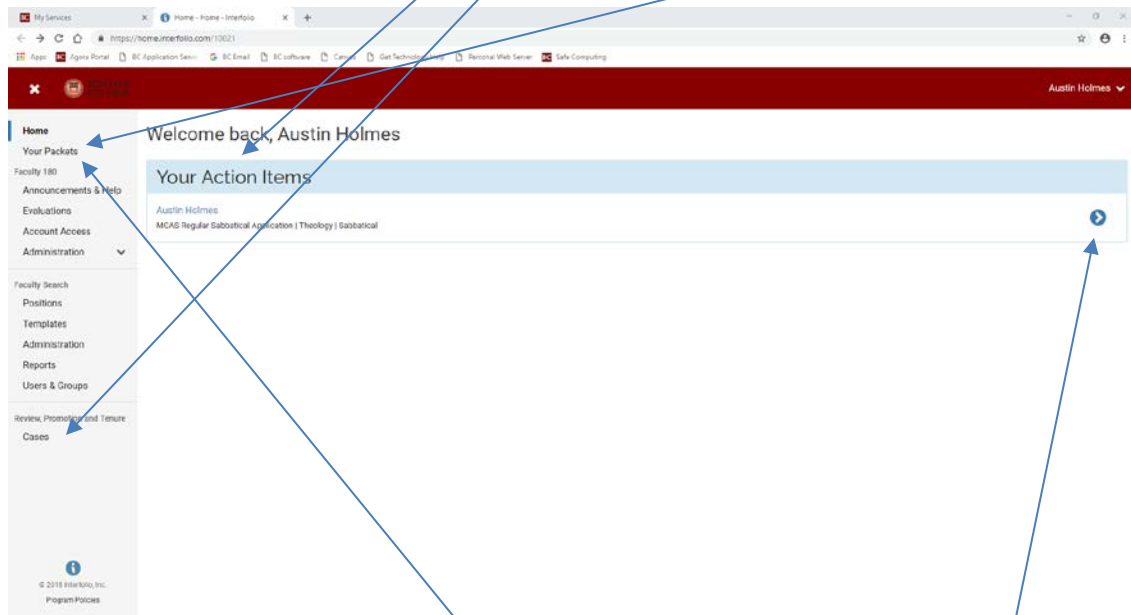 My Services
Home - Home - Interfolio
https://home.interfolio.com/10021
Apps
Agora Portal
BC Application Servi
BC Email
BC software
Canvas
Get Technology Help
Personal Web Server
Safe Computing
Austin Holmes
Home
Your Packets
Welcome back, Austin Holmes
Faculty 180
Announcements & Help
Evaluations
Account Access
Administration
Your Action Items
Austin Holmes
MCAS Regular Sabbatical Application | Theology | Sabbatical
Faculty Search
Positions
Templates
Administration
Reports
Users & Groups
Review, Promotion and Tenure
Cases
© 2018 Interfolio, Inc.
Program Policies